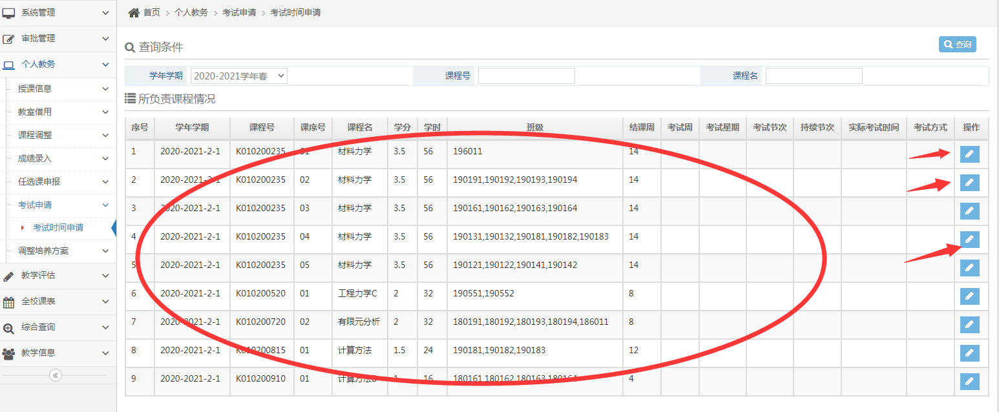 系统管理
审批管理
个人教务
授课信息
教室借用
课程调整
成绩录入
任选课申报
考试申请
考试时间申请
调整培养方案
教学评估
全校课表
综合查询
教学信息
首页 个人教务 考试申请 考试时间申请
查询条件 查询
学年学期 2020-2021学年春 课程号 课程名
所负责课程情况
序号 学年学期 课程号 课序号 课程名 学分 学时 班级 结课周 考试周 考试星期 考试节次 持续节次 实际考试时间 考试方式 操作
1 2020-2021-2-1 K010200235 01 材料力学 3.5 56 196011 14
2 2020-2021-2-1 K010200235 02 材料力学 3.5 56 190191,190192,190193,190194 14
3 2020-2021-2-1 K010200235 03 材料力学 3.5 56 190161,190162,190163,190164 14
4 2020-2021-2-1 K010200235 04 材料力学 3.5 56 190131,190132,190181,190182,190183 14
5 2020-2021-2-1 K010200235 05 材料力学 3.5 56 190121,190122,190141,190142 14
6 2020-2021-2-1 K010200520 01 工程力学C 2 32 190551,190552 8
7 2020-2021-2-1 K010200720 02 有限元分析 2 32 180191,180192,180193,180194,186011 8
8 2020-2021-2-1 K010200815 01 计算方法 1.5 24 190181,190182,190183 12
9 2020-2021-2-1 K010200910 01 计算方法B 1 16 180161,180162,180163,180164 4